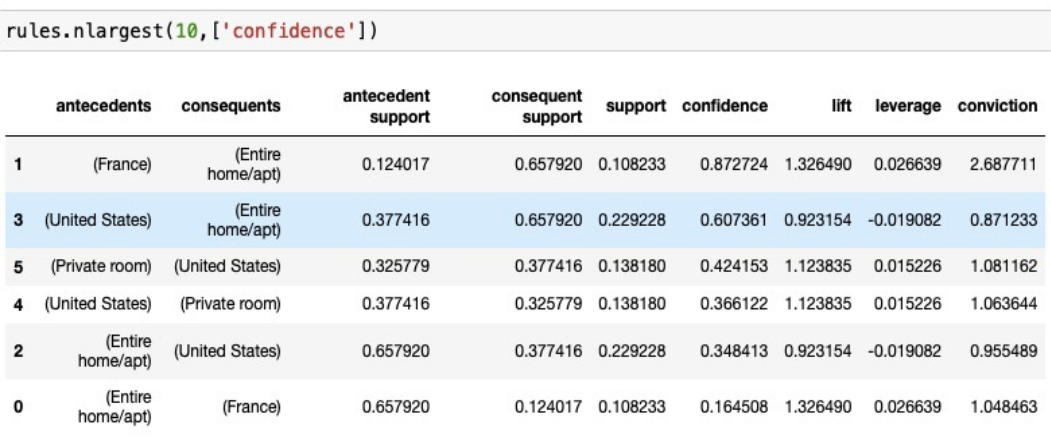 rules.nlargest(10,['confidence'])
antecedents consequents antecedent support consequent support support confidence lift leverage conviction
1 (France) (Entire home/apt) 0.124017 0.657920 0.108233 0.872724 1.326490 0.026639 2.687711
3 (United States) (Entire home/apt) 0.377416 0.657920 0.229228 0.607361 0.923154 -0.019082 0.871233
5 (Private room) (United States) 0.325779 0.377416 0.138180 0.424153 1.123835 0.015226 1.081162
4 (United States) (Private room) 0.377416 0.325779 0.138180 0.366122 1.123835 0.015226 1.063644
2 (Entire home/apt) (United States) 0.657920 0.377416 0.229228 0.348413 0.923154 -0.019082 0.955489
0 (Entire home/apt) (France) 0.657920 0.124017 0.108233 0.164508 1.326490 0.026639 1.048463